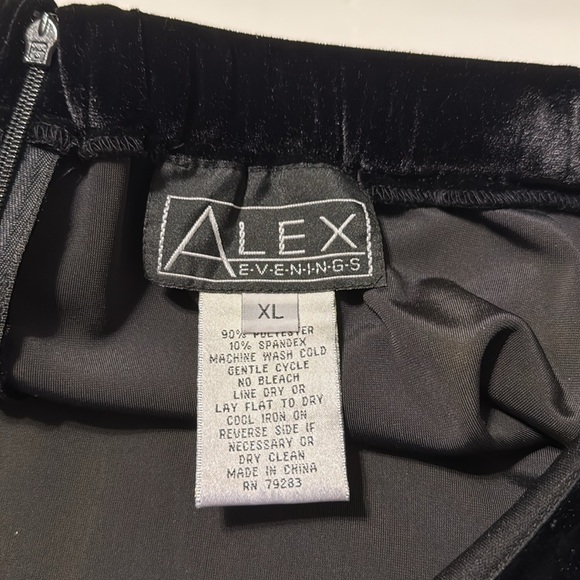 ALEX
E·V·E·N·I·N·G·S
XL
90% POLYESTER
10% SPANDEX
MACHINE WASH COLD
GENTLE CYCLE
NO BLEACH
LINE DRY OR
LAY FLAT TO DRY
COOL IRON ON
REVERSE SIDE IF
NECESSARY OR
DRY CLEAN
MADE IN CHINA
RN 79283